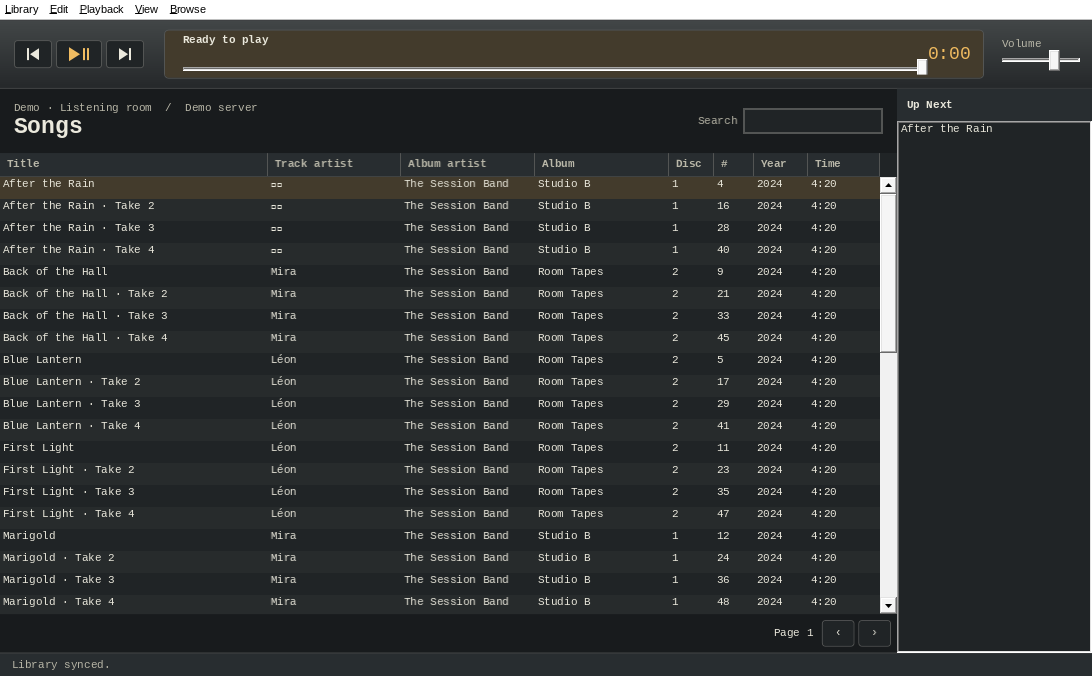 Library Edit Playback View Browse
Ready to play
0:00
Volume
Demo · Listening room / Demo server
Songs
Search
Up Next
After the Rain
Title Track artist Album artist Album Disc # Year Time
After the Rain The Session Band Studio B 1 4 2024 4:20
After the Rain · Take 2 The Session Band Studio B 1 16 2024 4:20
After the Rain · Take 3 The Session Band Studio B 1 28 2024 4:20
After the Rain · Take 4 The Session Band Studio B 1 40 2024 4:20
Back of the Hall Mira The Session Band Room Tapes 2 9 2024 4:20
Back of the Hall · Take 2 Mira The Session Band Room Tapes 2 21 2024 4:20
Back of the Hall · Take 3 Mira The Session Band Room Tapes 2 33 2024 4:20
Back of the Hall · Take 4 Mira The Session Band Room Tapes 2 45 2024 4:20
Blue Lantern Léon The Session Band Room Tapes 2 5 2024 4:20
Blue Lantern · Take 2 Léon The Session Band Room Tapes 2 17 2024 4:20
Blue Lantern · Take 3 Léon The Session Band Room Tapes 2 29 2024 4:20
Blue Lantern · Take 4 Léon The Session Band Room Tapes 2 41 2024 4:20
First Light Léon The Session Band Room Tapes 2 11 2024 4:20
First Light · Take 2 Léon The Session Band Room Tapes 2 23 2024 4:20
First Light · Take 3 Léon The Session Band Room Tapes 2 35 2024 4:20
First Light · Take 4 Léon The Session Band Room Tapes 2 47 2024 4:20
Marigold Mira The Session Band Studio B 1 12 2024 4:20
Marigold · Take 2 Mira The Session Band Studio B 1 24 2024 4:20
Marigold · Take 3 Mira The Session Band Studio B 1 36 2024 4:20
Marigold · Take 4 Mira The Session Band Studio B 1 48 2024 4:20
Page 1 ‹ ›
Library synced.